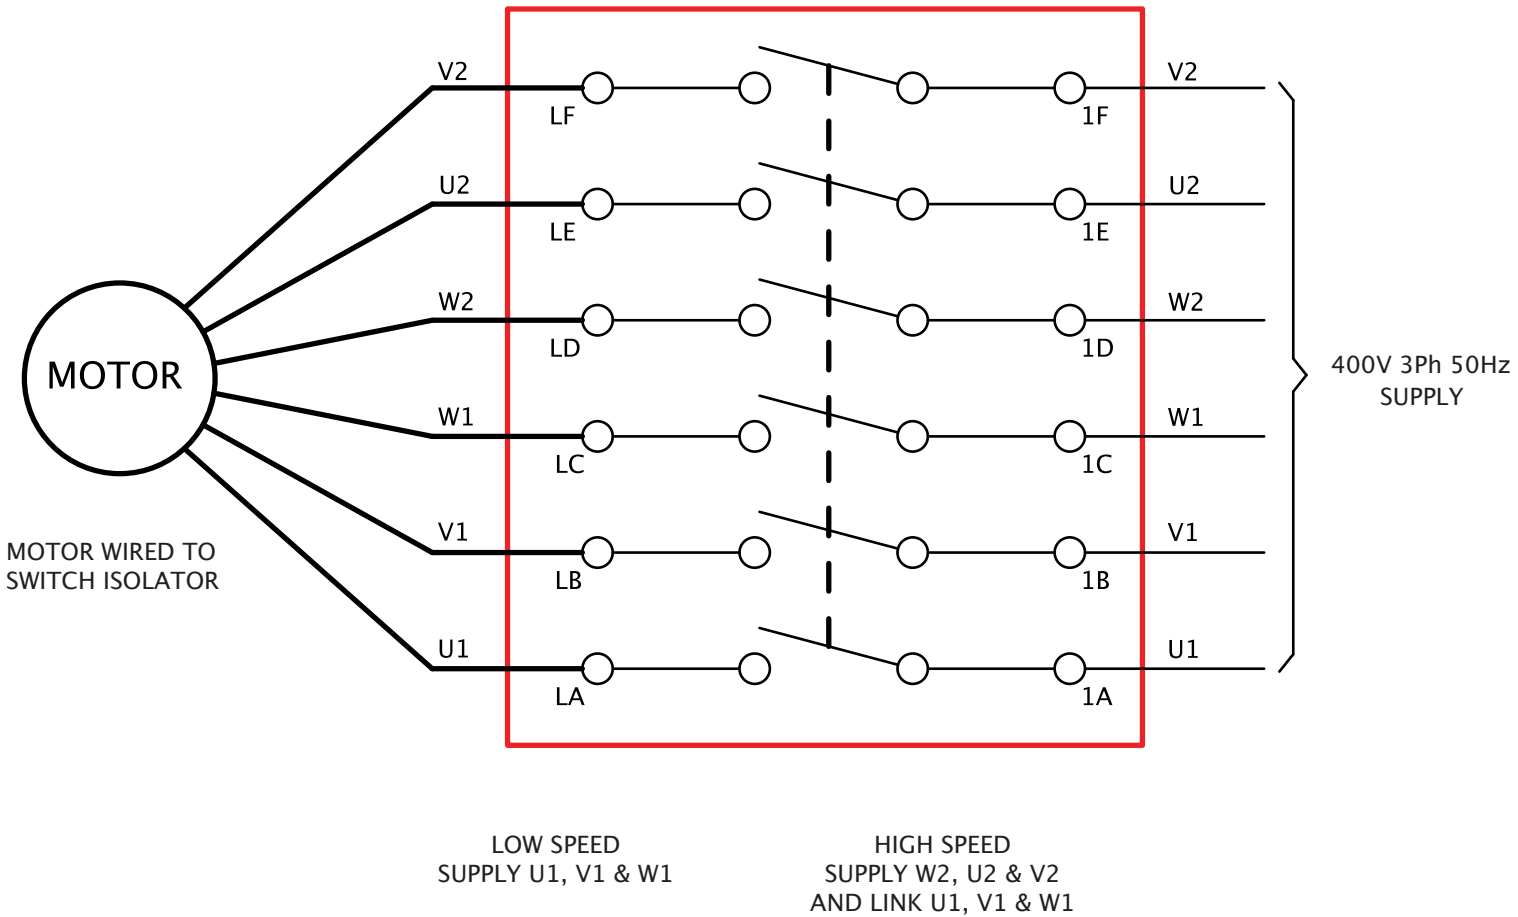 V2 V2
LF 1F
U2 U2
LE 1E
W2 W2
LD 1D
MOTOR
400V 3Ph 50Hz
SUPPLY
W1 W1
LC 1C
MOTOR WIRED TO
SWITCH ISOLATOR
V1 V1
LB 1B
U1 U1
LA 1A
LOW SPEED
SUPPLY U1, V1 & W1
HIGH SPEED
SUPPLY W2, U2 & V2
AND LINK U1, V1 & W1